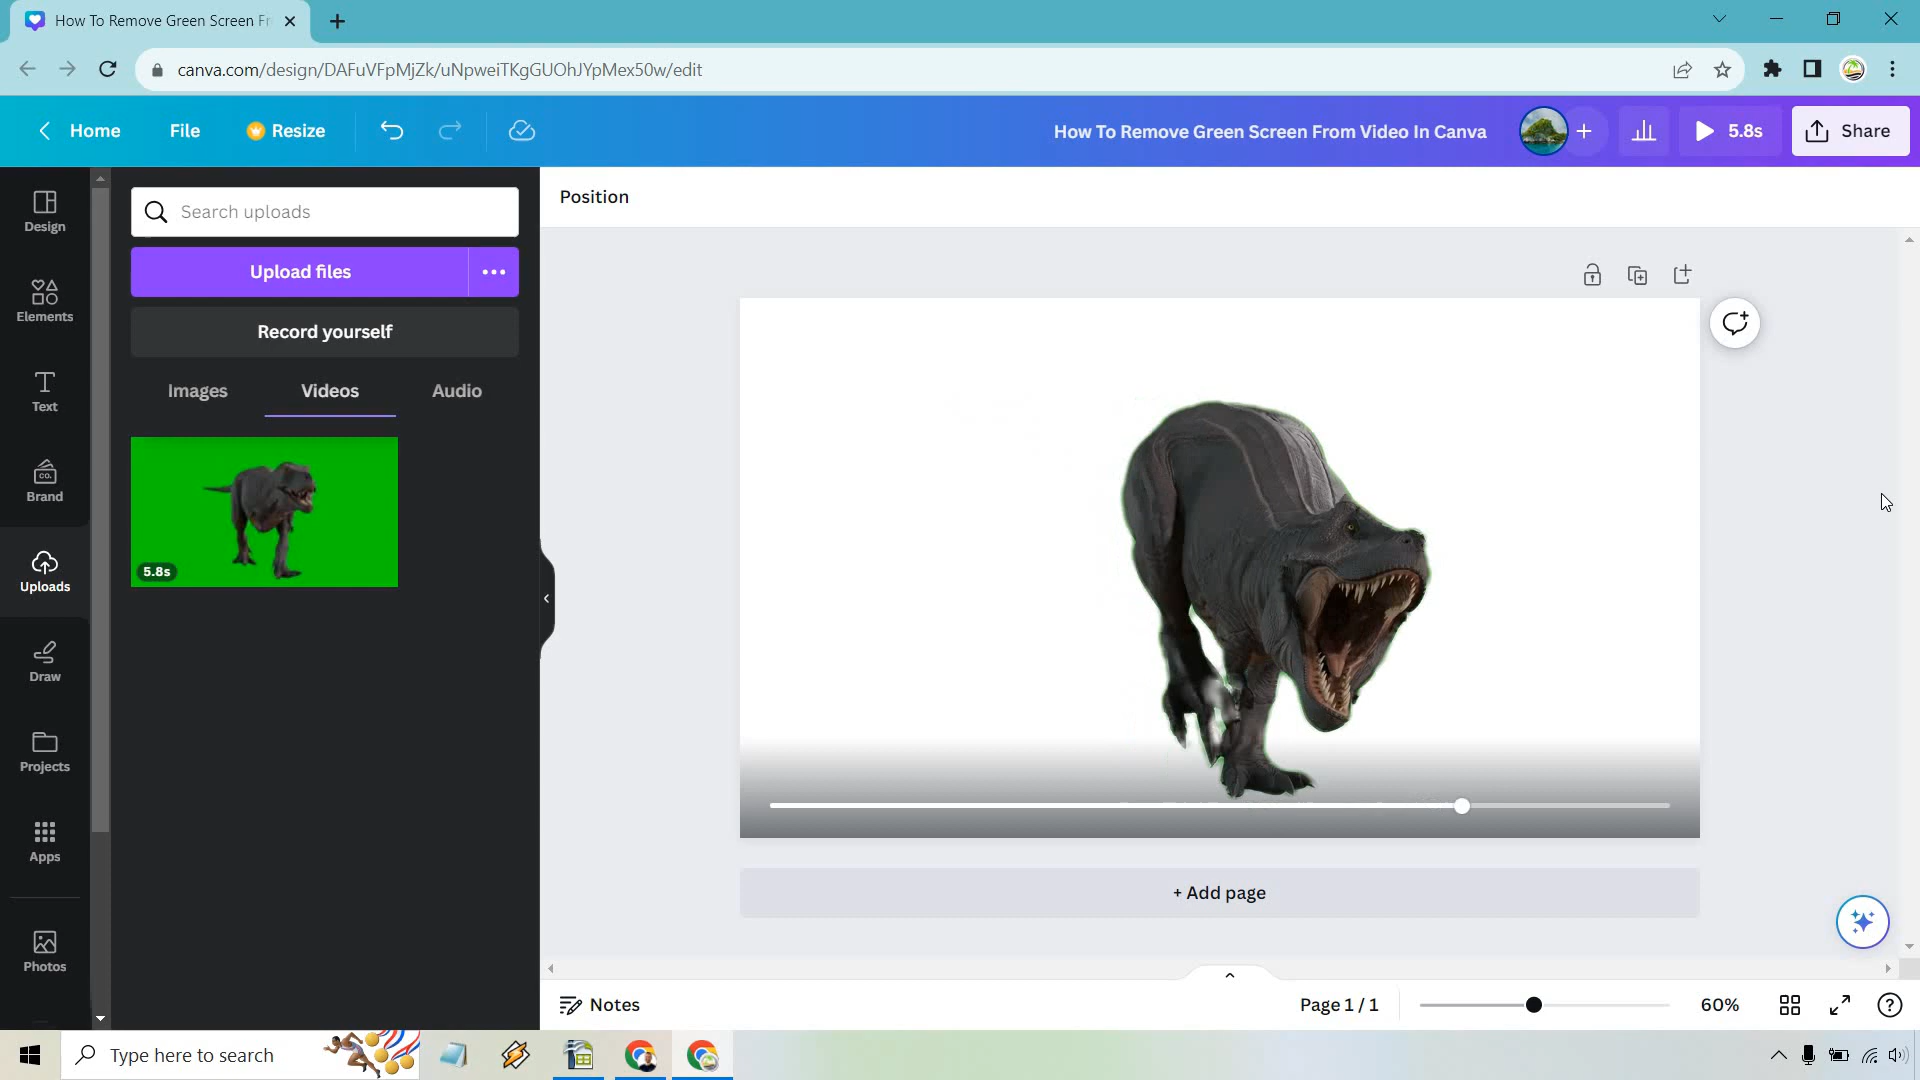 How To Remove Green Screen Fr
canva.com/design/DAFuVFpMjZk/uNpweiTKgGUOhJYpMex50w/edit
Home
File
Resize
How To Remove Green Screen From Video In Canva
5.8s
Share
Design
Elements
Text
CO.
Brand
Uploads
Draw
Projects
Apps
Photos
Search uploads
Upload files
Record yourself
Images
Videos
Audio
5.8s
Position
+ Add page
Notes
Page 1 / 1
60%
Type here to search